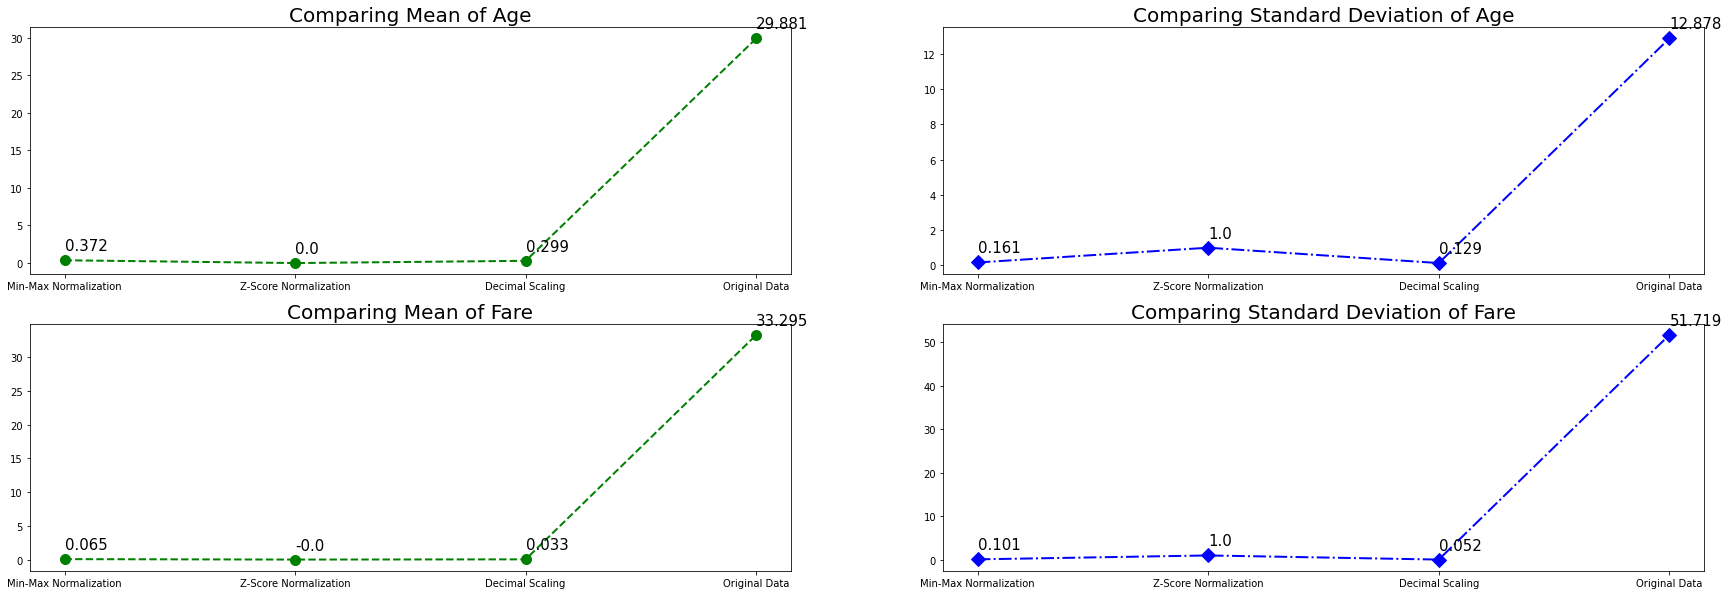 Comparing Mean of Age
29.881
30
25
20
15
10
5
0
0.372
0.0
0.299
Min-Max Normalization
Z-Score Normalization
Decimal Scaling
Original Data
Comparing Standard Deviation of Age
12.878
12
10
8
6
4
2
0
0.161
1.0
0.129
Min-Max Normalization
Z-Score Normalization
Decimal Scaling
Original Data
Comparing Mean of Fare
33.295
30
25
20
15
10
5
0
0.065
-0.0
0.033
Min-Max Normalization
Z-Score Normalization
Decimal Scaling
Original Data
Comparing Standard Deviation of Fare
51.719
50
40
30
20
10
0
0.101
1.0
0.052
Min-Max Normalization
Z-Score Normalization
Decimal Scaling
Original Data